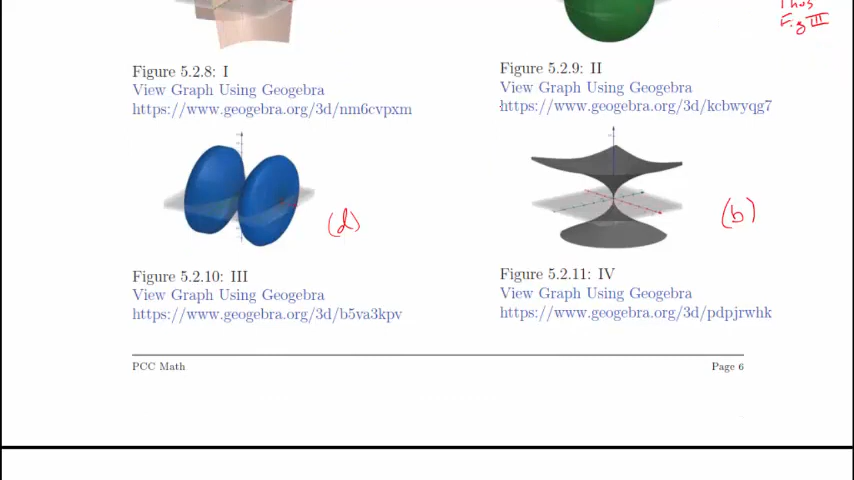 Thus
Fig III
Figure 5.2.8: I
View Graph Using Geogebra
https://www.geogebra.org/3d/nm6cvpxm
Figure 5.2.9: II
View Graph Using Geogebra
https://www.geogebra.org/3d/kcbwyqg7
(d)
(b)
Figure 5.2.10: III
View Graph Using Geogebra
https://www.geogebra.org/3d/b5va3kpv
Figure 5.2.11: IV
View Graph Using Geogebra
https://www.geogebra.org/3d/pdpjrwhk
PCC Math
Page 6